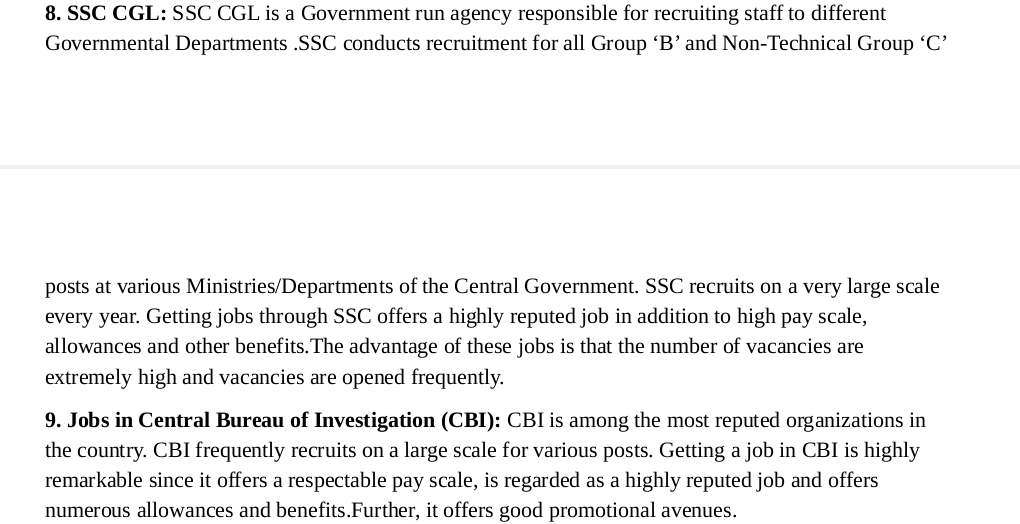 8. SSC CGL: SSC CGL is a Government run agency responsible for recruiting staff to different
Governmental Departments .SSC conducts recruitment for all Group ‘B’ and Non-Technical Group ‘C’
posts at various Ministries/Departments of the Central Government. SSC recruits on a very large scale
every year. Getting jobs through SSC offers a highly reputed job in addition to high pay scale,
allowances and other benefits.The advantage of these jobs is that the number of vacancies are
extremely high and vacancies are opened frequently.
9. Jobs in Central Bureau of Investigation (CBI): CBI is among the most reputed organizations in
the country. CBI frequently recruits on a large scale for various posts. Getting a job in CBI is highly
remarkable since it offers a respectable pay scale, is regarded as a highly reputed job and offers
numerous allowances and benefits.Further, it offers good promotional avenues.